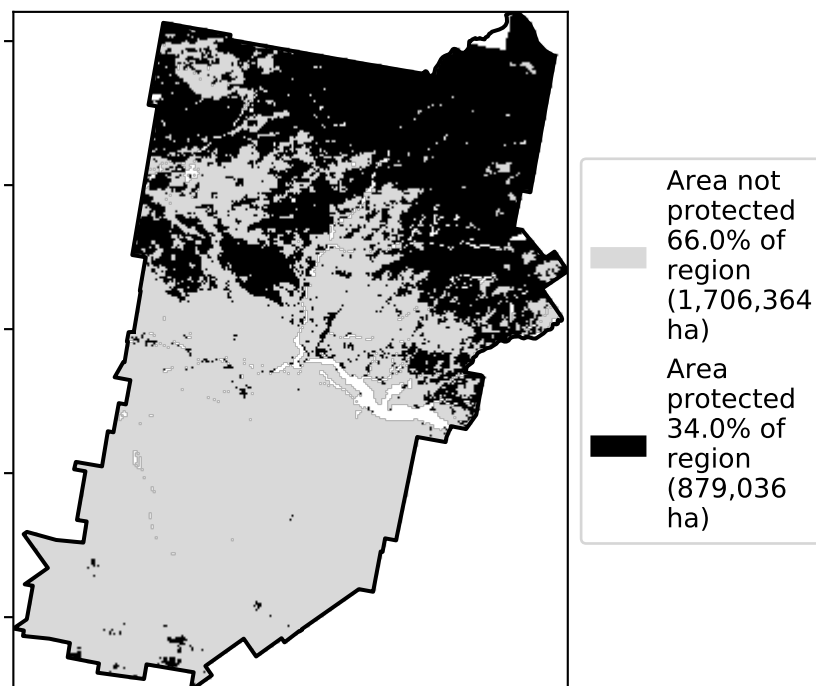 Area not
protected
66.0% of
region
(1,706,364
ha)
Area
protected
34.0% of
region
(879,036
ha)